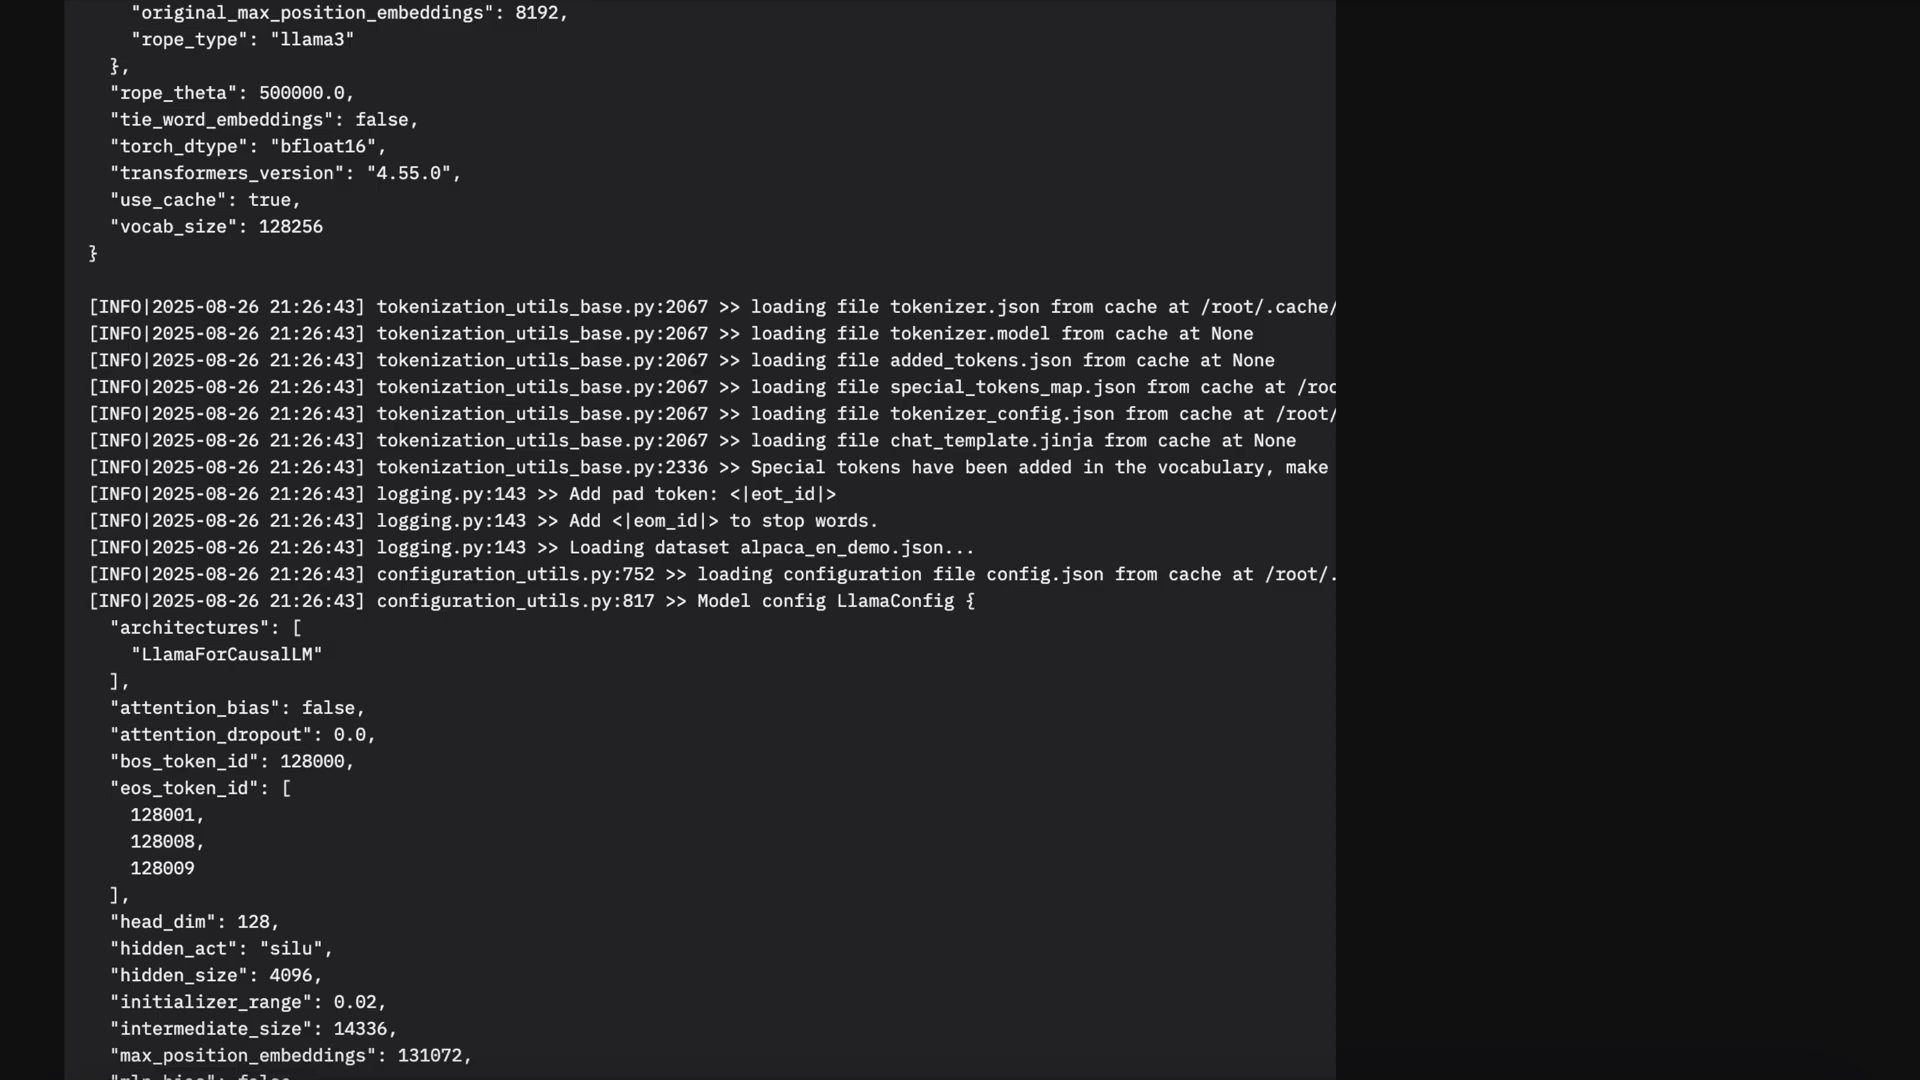 "original_max_position_embeddings": 8192,
"rope_type": "llama3"
},
"rope_theta": 500000.0,
"tie_word_embeddings": false,
"torch_dtype": "bfloat16",
"transformers_version": "4.55.0",
"use_cache": true,
"vocab_size": 128256
}
[INFO|2025-08-26 21:26:43] tokenization_utils_base.py:2067 >> loading file tokenizer.json from cache at /root/.cache/
[INFO|2025-08-26 21:26:43] tokenization_utils_base.py:2067 >> loading file tokenizer.model from cache at None
[INFO|2025-08-26 21:26:43] tokenization_utils_base.py:2067 >> loading file added_tokens.json from cache at None
[INFO|2025-08-26 21:26:43] tokenization_utils_base.py:2067 >> loading file special_tokens_map.json from cache at /roo
[INFO|2025-08-26 21:26:43] tokenization_utils_base.py:2067 >> loading file tokenizer_config.json from cache at /root/
[INFO|2025-08-26 21:26:43] tokenization_utils_base.py:2067 >> loading file chat_template.jinja from cache at None
[INFO|2025-08-26 21:26:43] tokenization_utils_base.py:2336 >> Special tokens have been added in the vocabulary, make
[INFO|2025-08-26 21:26:43] logging.py:143 >> Add pad token: <|eot_id|>
[INFO|2025-08-26 21:26:43] logging.py:143 >> Add <|eom_id|> to stop words.
[INFO|2025-08-26 21:26:43] logging.py:143 >> Loading dataset alpaca_en_demo.json...
[INFO|2025-08-26 21:26:43] configuration_utils.py:752 >> loading configuration file config.json from cache at /root/.
[INFO|2025-08-26 21:26:43] configuration_utils.py:817 >> Model config LlamaConfig {
"architectures": [
"LlamaForCausalLM"
],
"attention_bias": false,
"attention_dropout": 0.0,
"bos_token_id": 128000,
"eos_token_id": [
128001,
128008,
128009
],
"head_dim": 128,
"hidden_act": "silu",
"hidden_size": 4096,
"initializer_range": 0.02,
"intermediate_size": 14336,
"max_position_embeddings": 131072,